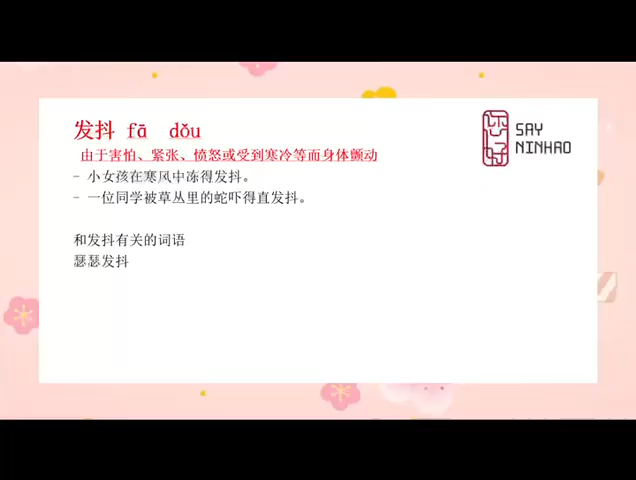 发抖 fā dǒu
由于害怕、紧张、愤怒或受到寒冷等而身体颤动
- 小女孩在寒风中冻得发抖。
- 一位同学被草丛里的蛇吓得直发抖。
和发抖有关的词语
瑟瑟发抖
您好
SAY
NINHAO